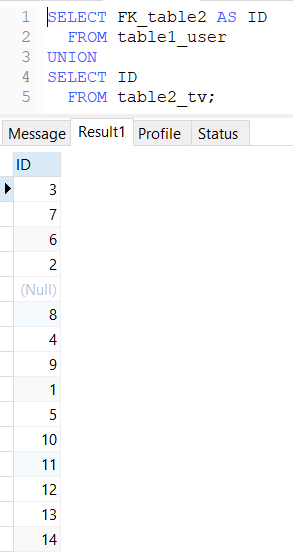 1 SELECT FK_table2 AS ID
2 FROM table1_user
3 UNION
4 SELECT ID
5 FROM table2_tv;
Message Result1 Profile Status
ID
3
7
6
2
(Null)
8
4
9
1
5
10
11
12
13
14